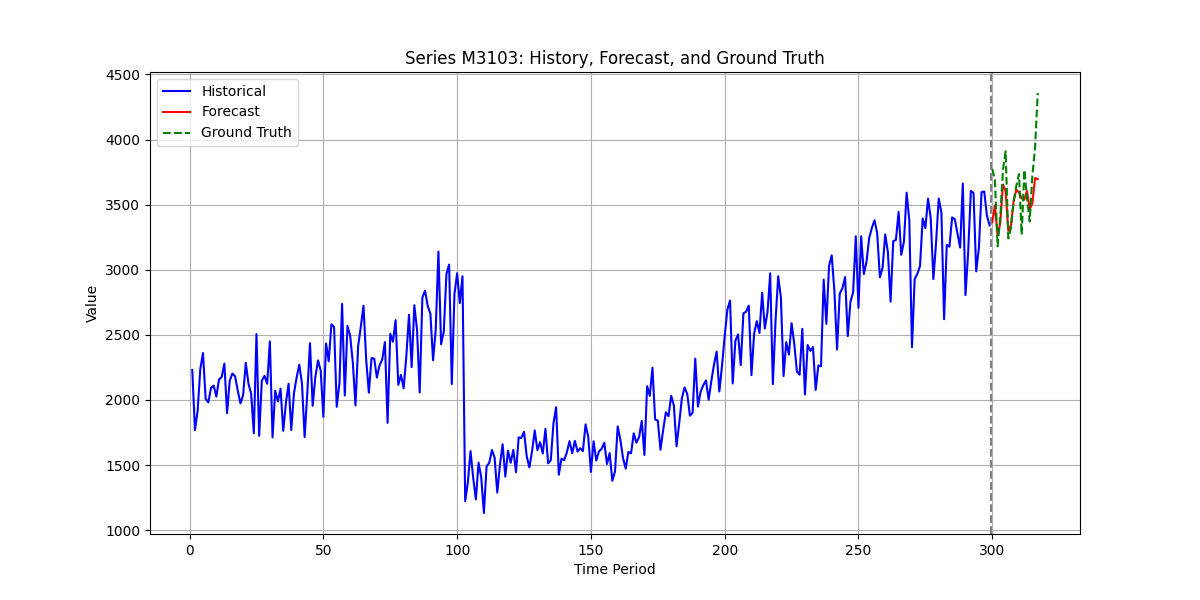 Series M3103: History, Forecast, and Ground Truth
Historical
Forecast
Ground Truth
4500
4000
3500
3000
2500
2000
1500
1000
Value
0 50 100 150 200 250 300
Time Period